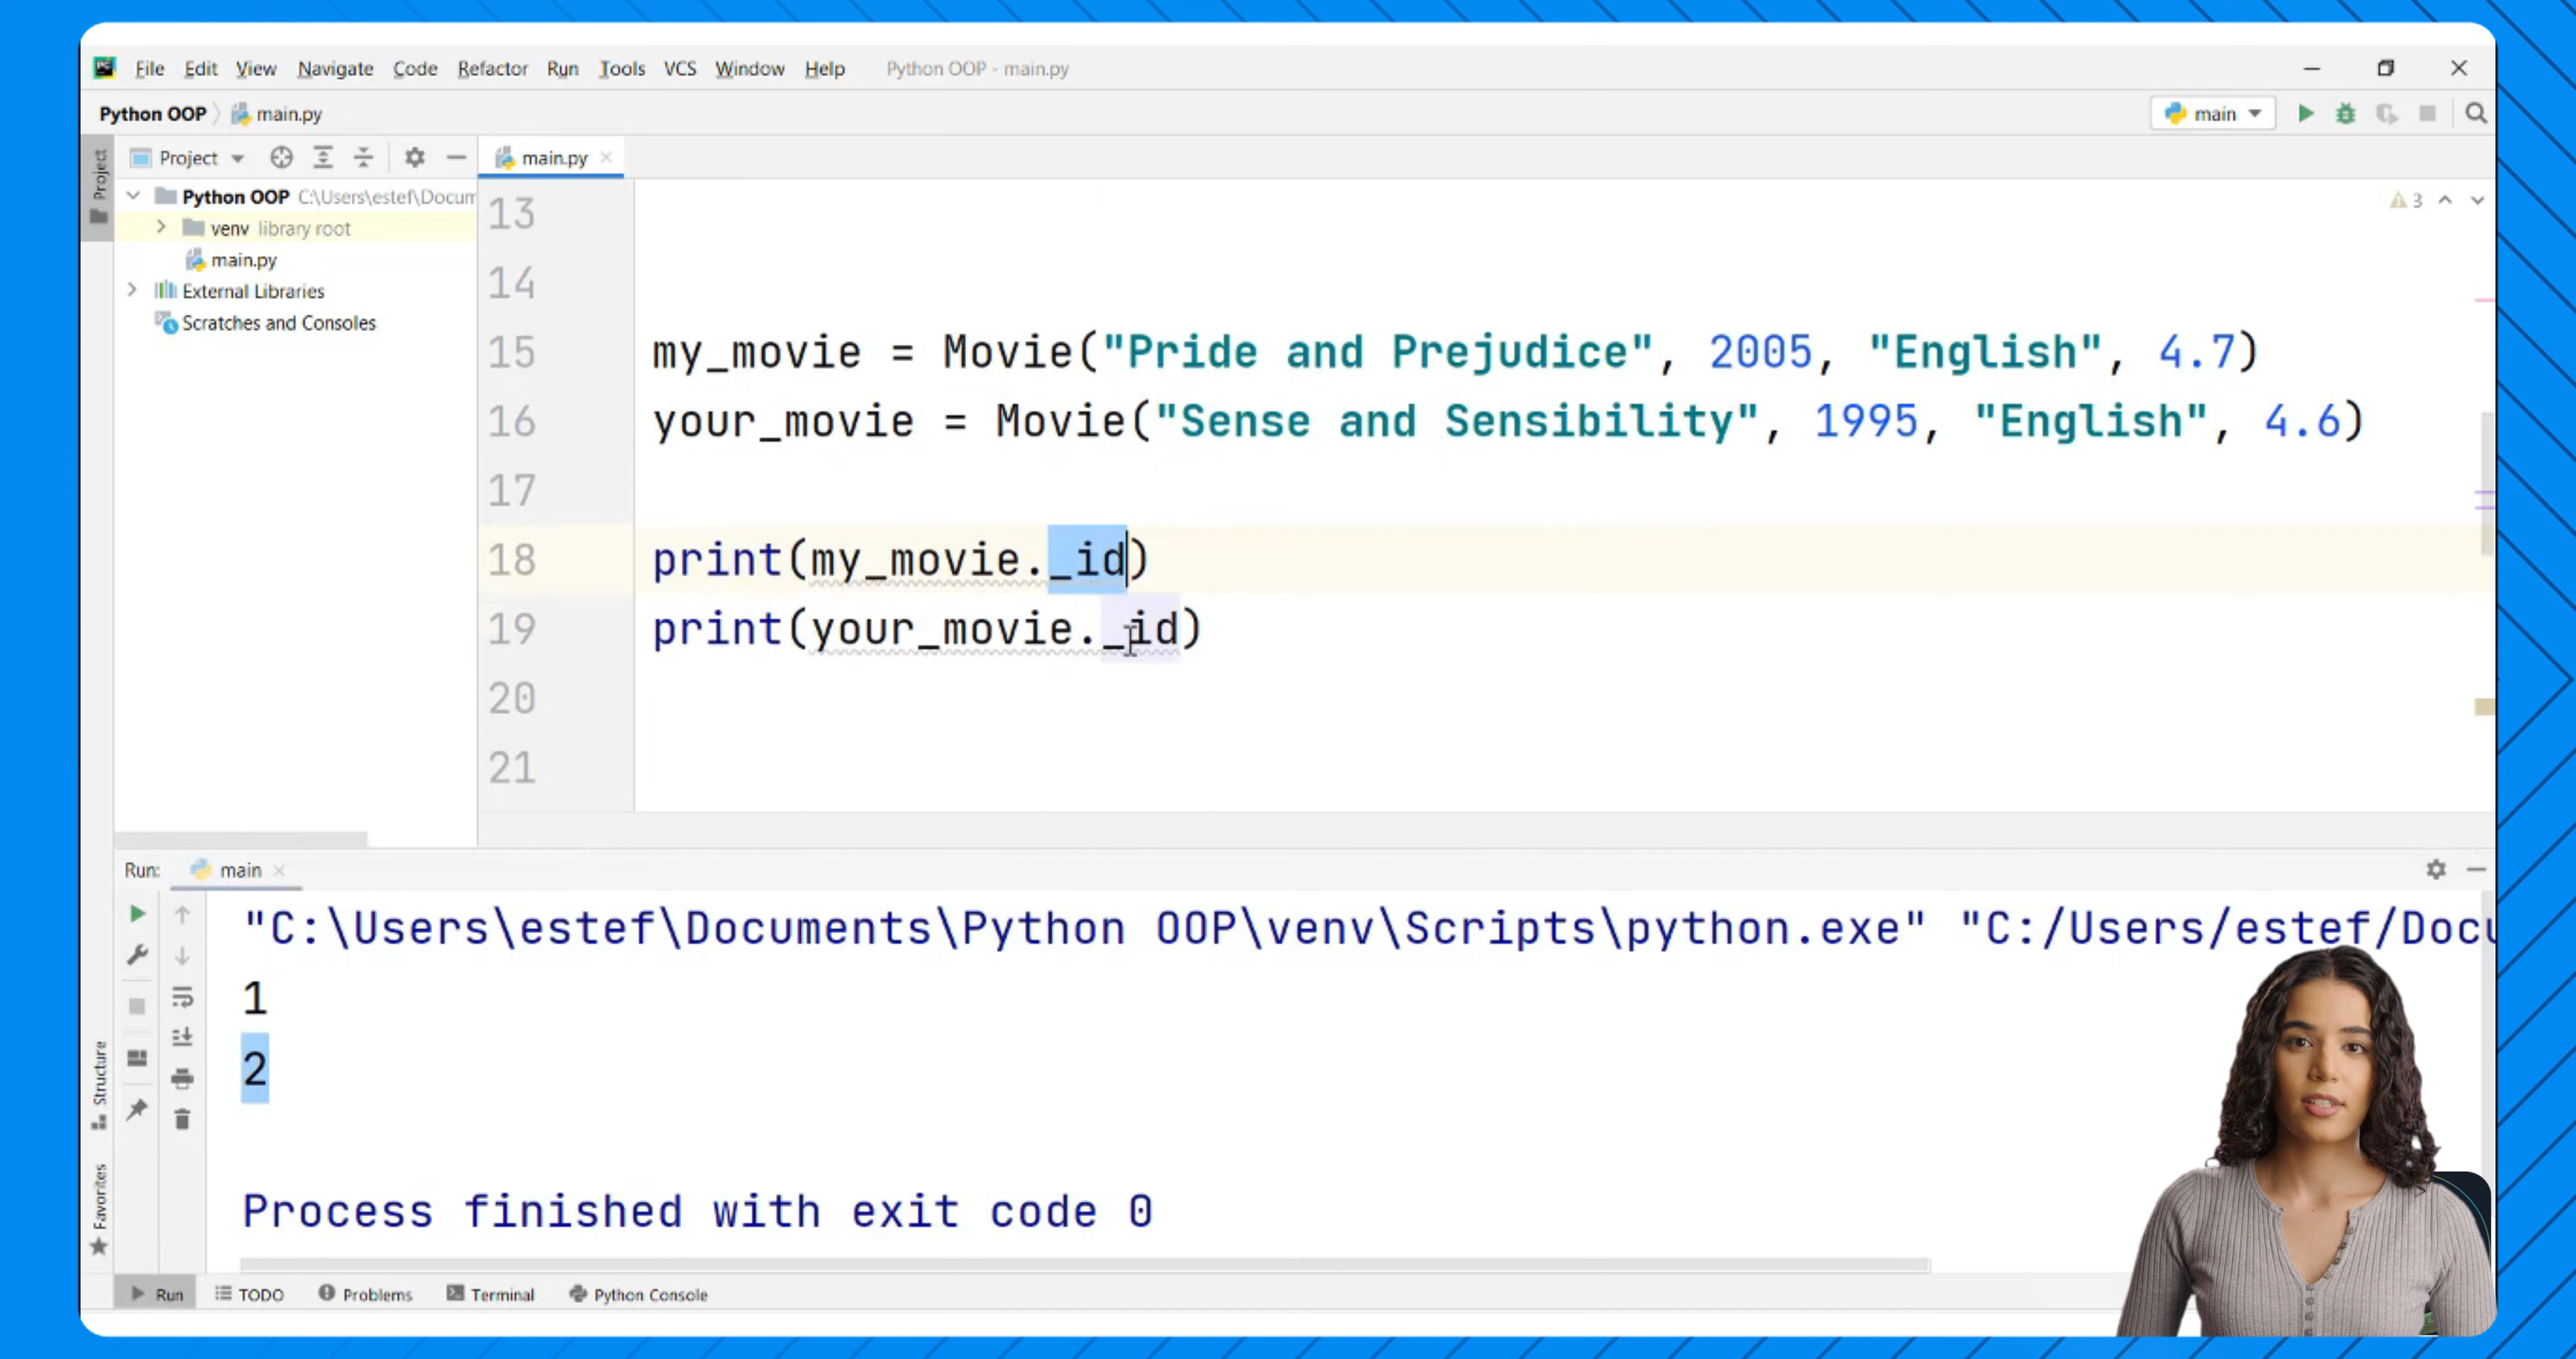 File Edit View Navigate Code Refactor Run Tools VCS Window Help Python OOP - main.py
Python OOP main.py
main
Project
Project
main.py
Python OOP C:\Users\estef\Docum
venv library root
main.py
External Libraries
Scratches and Consoles
3
13
14
15 my_movie = Movie("Pride and Prejudice", 2005, "English", 4.7)
16 your_movie = Movie("Sense and Sensibility", 1995, "English", 4.6)
17
18 print(my_movie._id)
19 print(your_movie._id)
20
21
Run: main
"C:\Users\estef\Documents\Python OOP\venv\Scripts\python.exe" "C:/Users/estef/Docu
1
2
Process finished with exit code 0
Structure
Favorites
Run TODO Problems Terminal Python Console